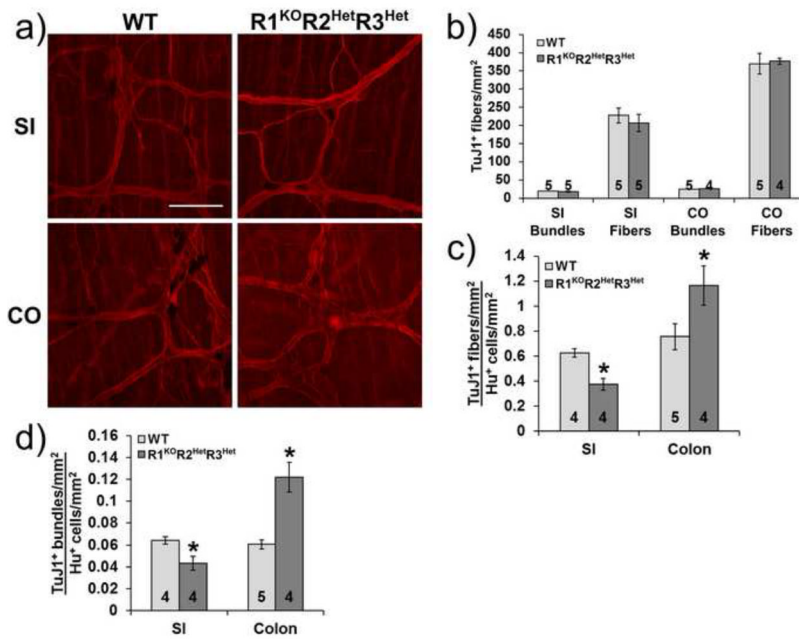 a)
WT
R1ᴷᴼR2ᴴᵉᵗR3ᴴᵉᵗ
SI
CO
b)
TuJ1⁺ fibers/mm²
450
400
350
300
250
200
150
100
50
0
WT
R1ᴷᴼR2ᴴᵉᵗR3ᴴᵉᵗ
5 5 5 5 5 4 5 4
SI Bundles
SI Fibers
CO Bundles
CO Fibers
c)
TuJ1⁺ fibers/mm²
Hu⁺ cells/mm²
1.4
1.2
1
0.8
0.6
0.4
0.2
0
WT
R1ᴷᴼR2ᴴᵉᵗR3ᴴᵉᵗ
* *
4 4 5 4
SI Colon
d)
TuJ1⁺ bundles/mm²
Hu⁺ cells/mm²
0.16
0.14
0.12
0.1
0.08
0.06
0.04
0.02
0
WT
R1ᴷᴼR2ᴴᵉᵗR3ᴴᵉᵗ
* *
4 4 5 4
SI Colon